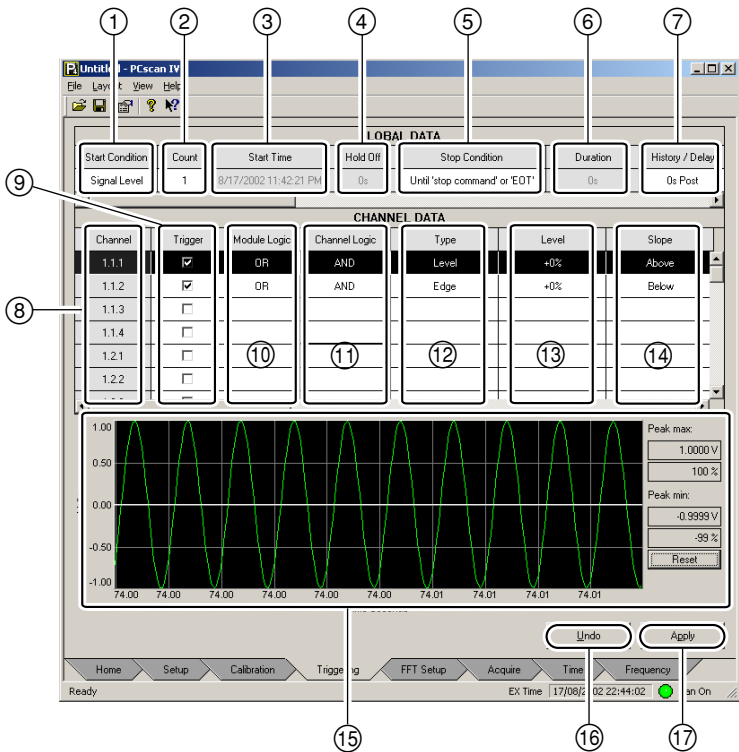 1 2 3 4 5 6 7
Untitled - PCscan IV
File Layout View Help
GLOBAL DATA
Start Condition Count Start Time Hold Off Stop Condition Duration History / Delay
Signal Level 1 8/17/2002 11:42:21 PM 0s Until 'stop command' or 'EOT' 0s 0s Post
9
CHANNEL DATA
Channel Trigger Module Logic Channel Logic Type Level Slope
1.1.1 OR AND Level +0% Above
1.1.2 OR AND Edge +0% Below
8 1.1.3
1.1.4
1.2.1 10 11 12 13 14
1.2.2
1.00 Peak max:
1.0000 V
0.50 100 %
Peak min:
0.00 -0.9999 V
-99 %
-0.50 Reset
-1.00
74.00 74.00 74.00 74.00 74.00 74.01 74.01 74.01 74.01 74.01
Undo Apply
Home Setup Calibration Triggering FFT Setup Acquire Time Frequency
Ready EX Time 17/08/2002 22:44:02 On
15 16 17